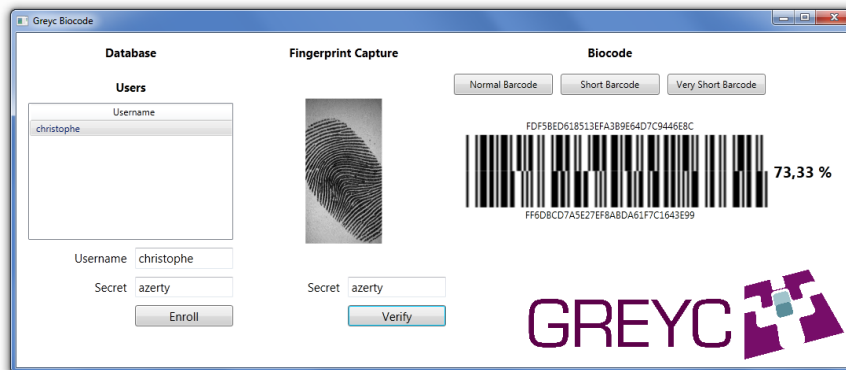 Greyc Biocode
Database
Fingerprint Capture
Biocode
Users
Normal Barcode
Short Barcode
Very Short Barcode
Username
christophe
FDF5BED618513EFA3B9E64D7C9446E8C
73,33 %
FF6DBCD7A5E27EF8ABDA61F7C1643E99
Username christophe
Secret azerty
Secret azerty
Enroll
Verify
GREYC